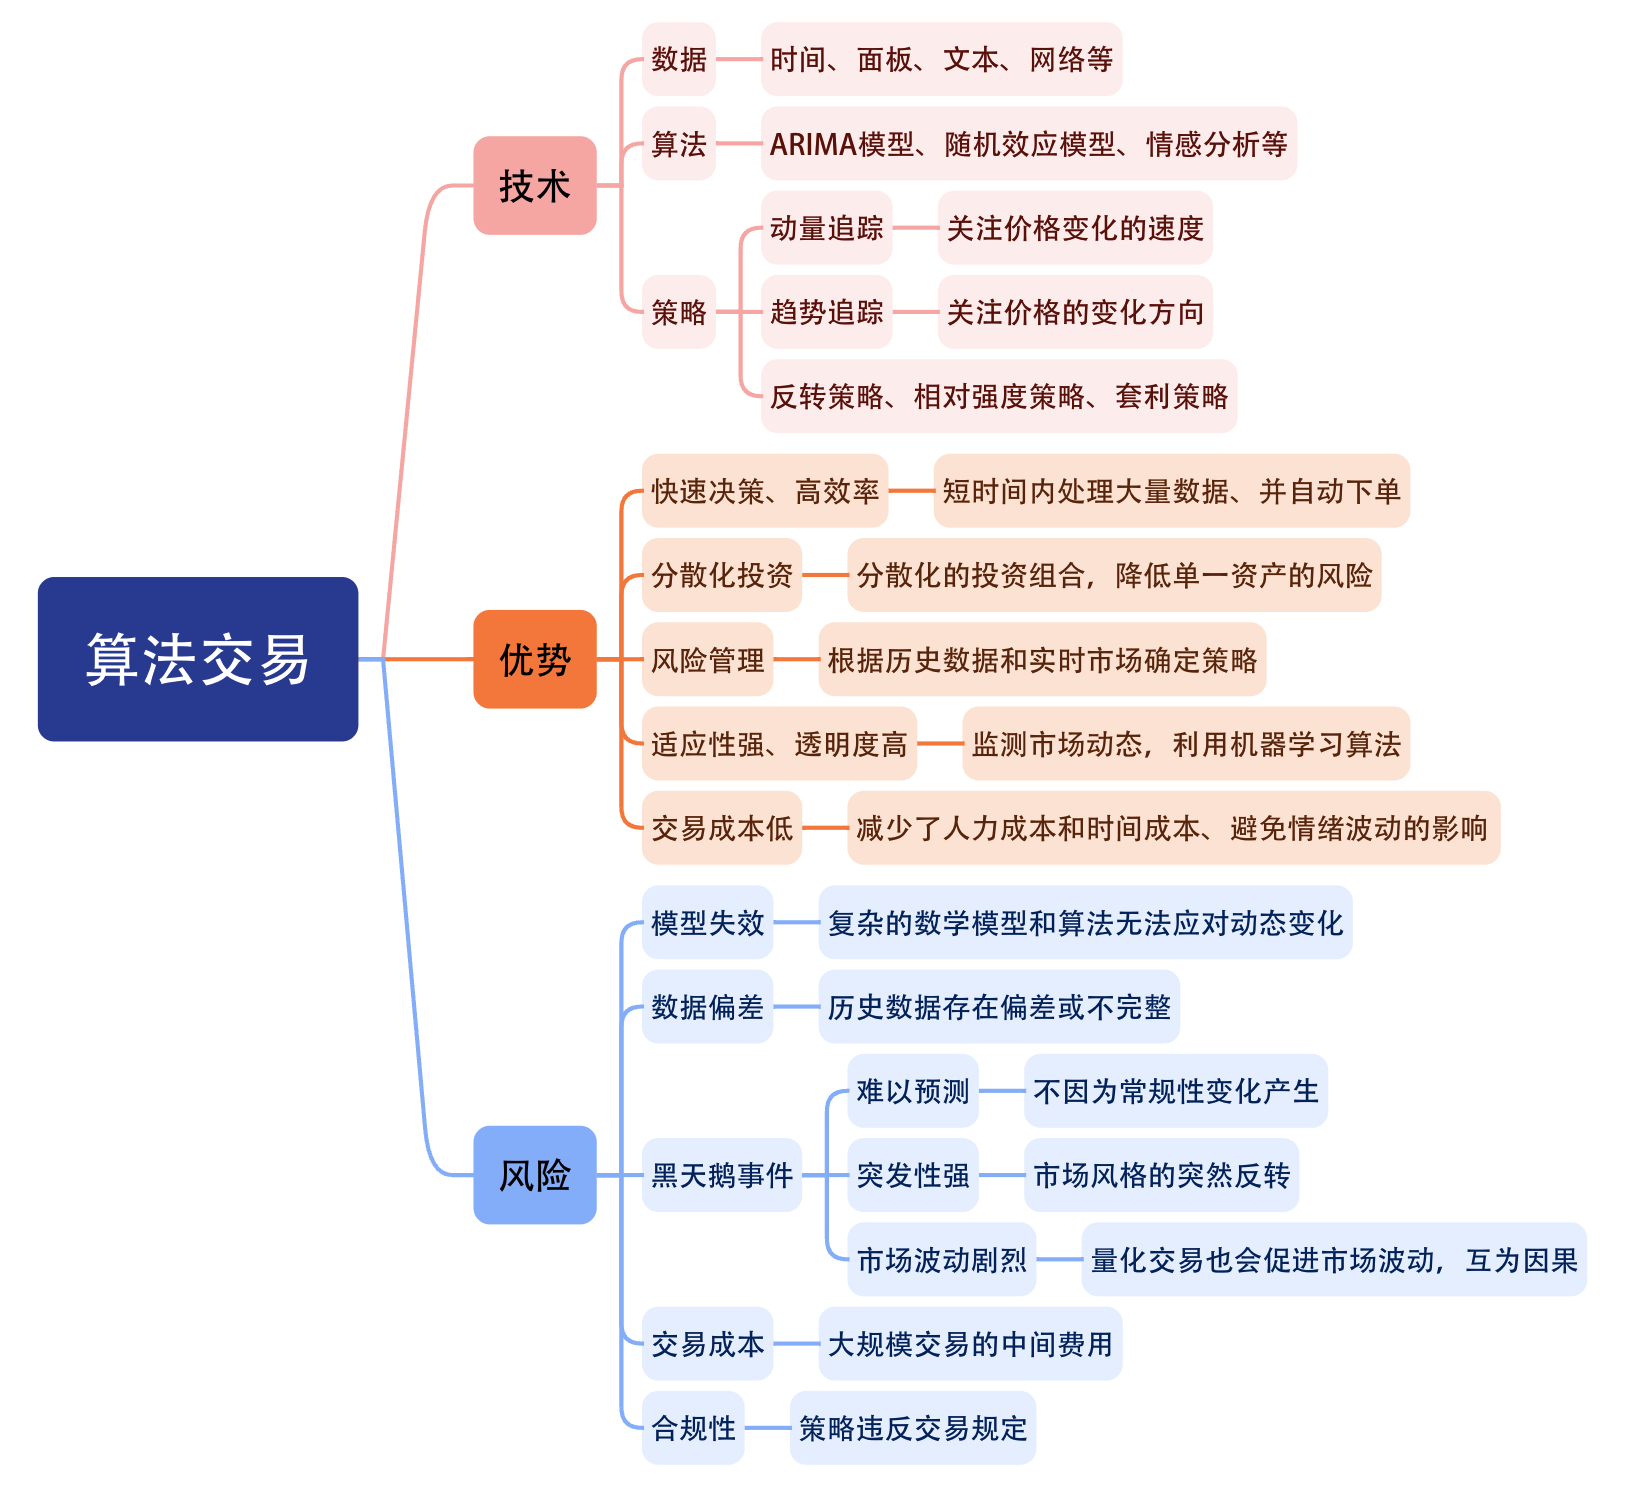 算法交易
技术
数据
时间、面板、文本、网络等
算法
ARIMA模型、随机效应模型、情感分析等
策略
动量追踪
关注价格变化的速度
趋势追踪
关注价格的变化方向
反转策略、相对强度策略、套利策略
优势
快速决策、高效率
短时间内处理大量数据、并自动下单
分散化投资
分散化的投资组合，降低单一资产的风险
风险管理
根据历史数据和实时市场确定策略
适应性强、透明度高
监测市场动态，利用机器学习算法
交易成本低
减少了人力成本和时间成本、避免情绪波动的影响
风险
模型失效
复杂的数学模型和算法无法应对动态变化
数据偏差
历史数据存在偏差或不完整
黑天鹅事件
难以预测
不因为常规性变化产生
突发性强
市场风格的突然反转
市场波动剧烈
量化交易也会促进市场波动，互为因果
交易成本
大规模交易的中间费用
合规性
策略违反交易规定